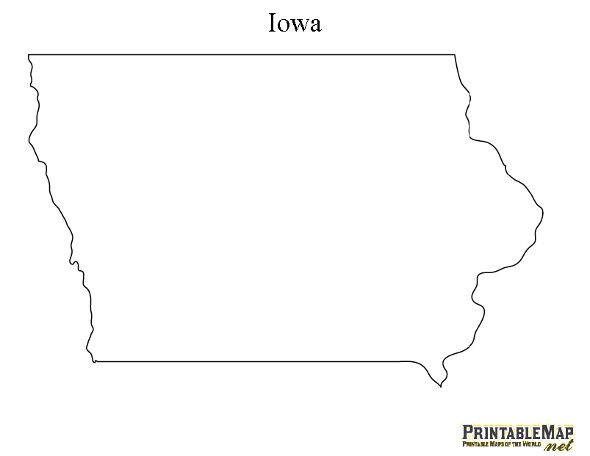 Iowa
PrintableMap
Printable Maps of the World
.net